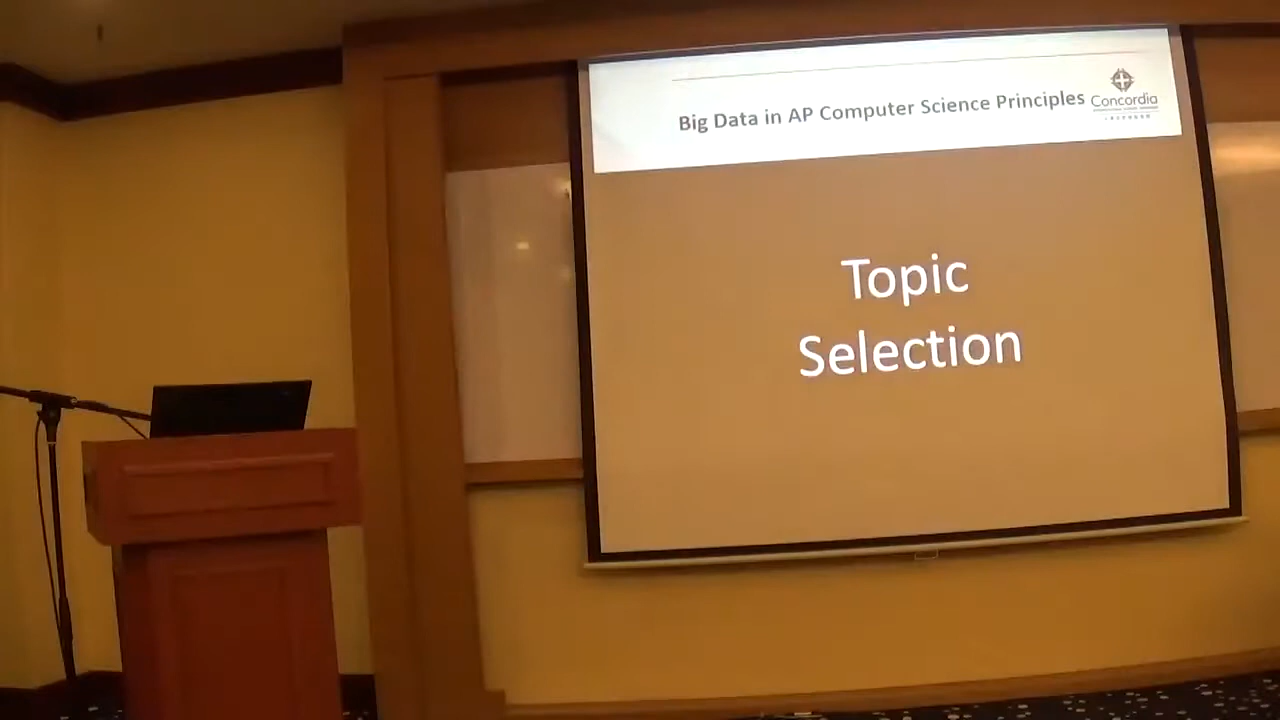 Big Data in AP Computer Science Principles
Concordia
Topic
Selection